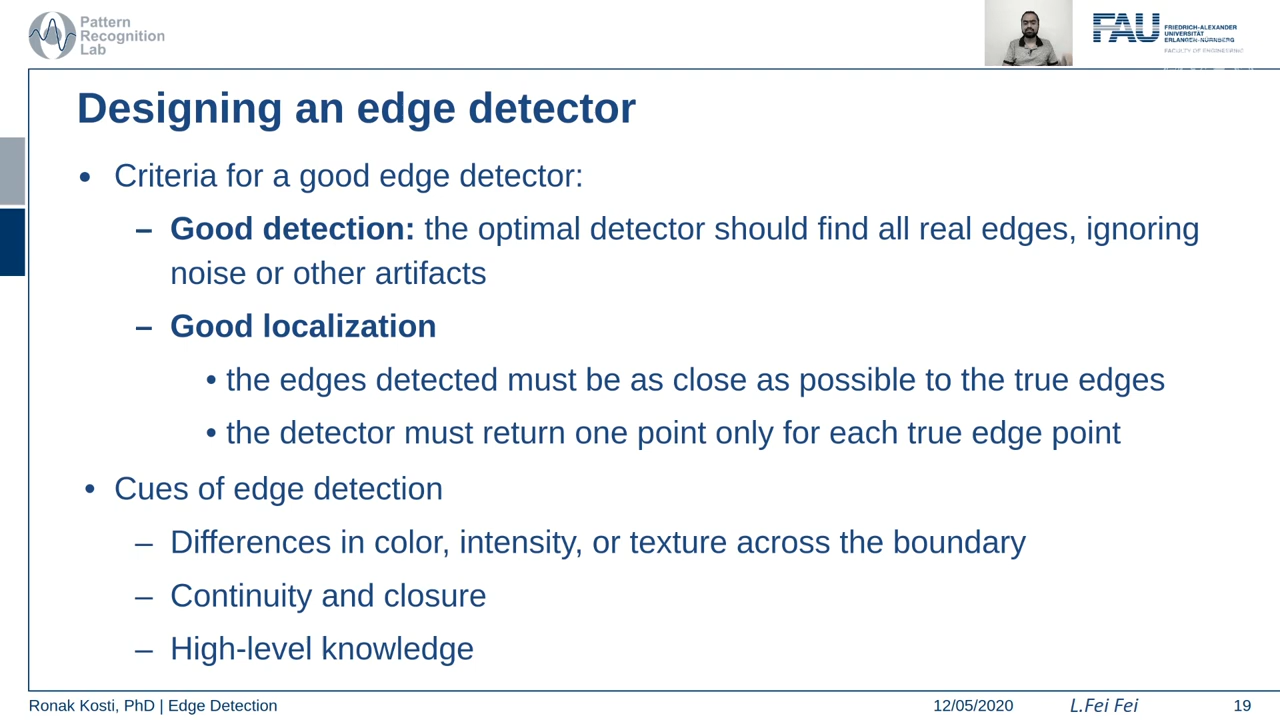 Pattern
Recognition
Lab
FAU
FRIEDRICH-ALEXANDER
UNIVERSITÄT
ERLANGEN-NÜRNBERG
FACULTY OF ENGINEERING
Designing an edge detector
• Criteria for a good edge detector:
– Good detection: the optimal detector should find all real edges, ignoring
noise or other artifacts
– Good localization
• the edges detected must be as close as possible to the true edges
• the detector must return one point only for each true edge point
• Cues of edge detection
– Differences in color, intensity, or texture across the boundary
– Continuity and closure
– High-level knowledge
Ronak Kosti, PhD | Edge Detection
12/05/2020
L.Fei Fei
19